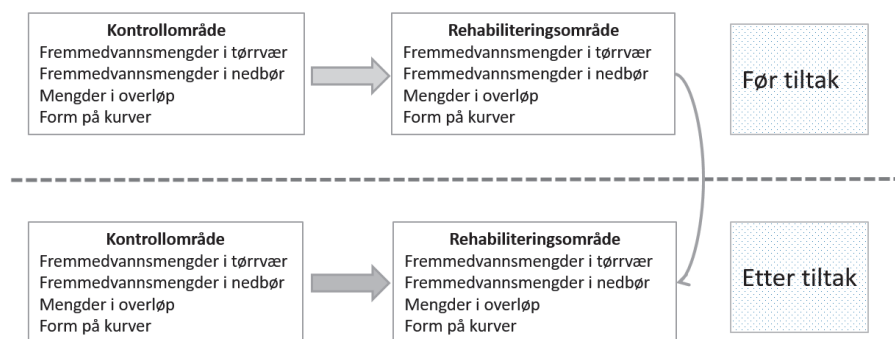 Kontrollområde
Fremmedvannsmengder i tørrvær
Fremmedvannsmengder i nedbør
Mengder i overløp
Form på kurver
Rehabiliteringsområde
Fremmedvannsmengder i tørrvær
Fremmedvannsmengder i nedbør
Mengder i overløp
Form på kurver
Før tiltak
Kontrollområde
Fremmedvannsmengder i tørrvær
Fremmedvannsmengder i nedbør
Mengder i overløp
Form på kurver
Rehabiliteringsområde
Fremmedvannsmengder i tørrvær
Fremmedvannsmengder i nedbør
Mengder i overløp
Form på kurver
Etter tiltak